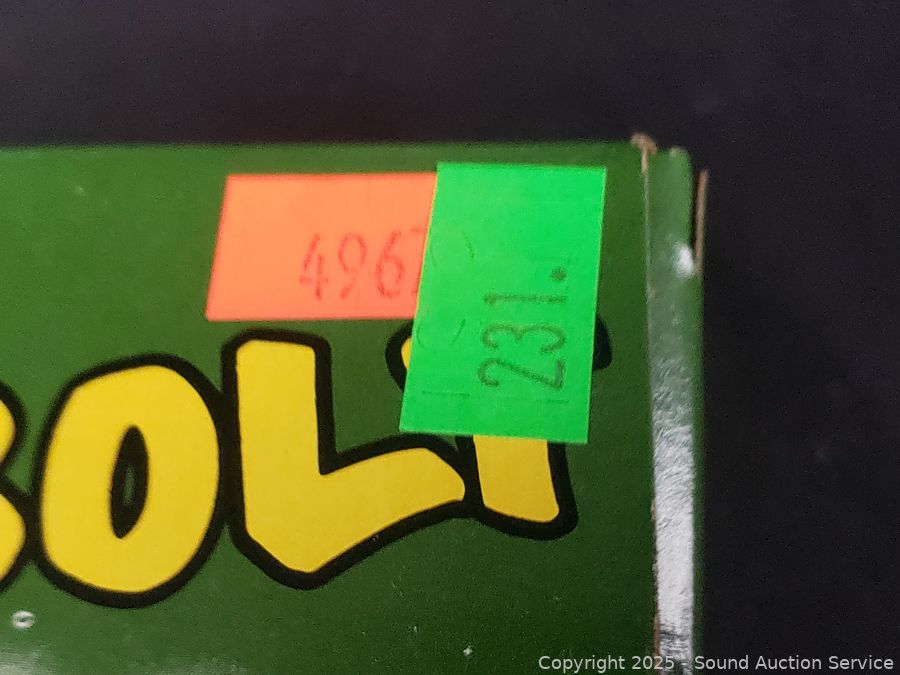 4967
231.
BOLT
Copyright 2025 - Sound Auction Service